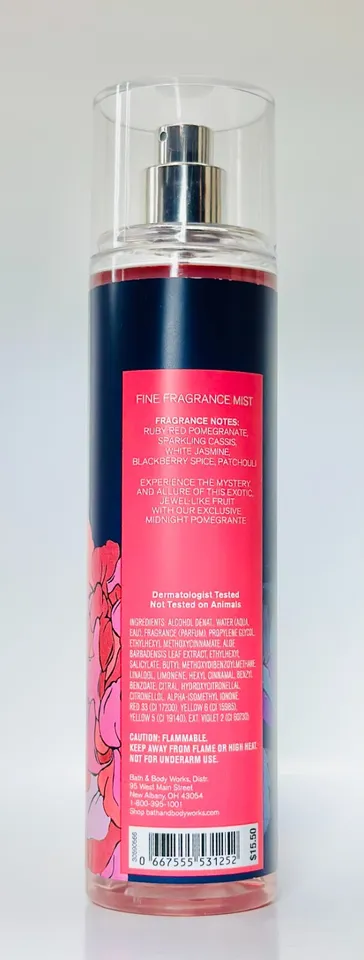 FINE FRAGRANCE MIST
FRAGRANCE NOTES:
RUBY RED POMEGRANATE,
SPARKLING CASSIS,
WHITE JASMINE,
BLACKBERRY SPICE, PATCHOULI
EXPERIENCE THE MYSTERY
AND ALLURE OF THIS EXOTIC,
JEWEL-LIKE FRUIT
WITH OUR EXCLUSIVE
MIDNIGHT POMEGRANTE
Dermatologist Tested
Not Tested on Animals
INGREDIENTS: ALCOHOL DENAT., WATER (AQUA,
EAU), FRAGRANCE (PARFUM), PROPYLENE GLYCOL,
ETHYLHEXYL METHOXYCINNAMATE, ALOE
BARBADENSIS LEAF EXTRACT, ETHYLHEXYL
SALICYLATE, BUTYL METHOXYDIBENZOYLMETHANE,
LINALOOL, LIMONENE, HEXYL CINNAMAL, BENZYL
BENZOATE, CITRAL, HYDROXYCITRONELLAL,
CITRONELLOL, ALPHA-ISOMETHYL IONONE,
RED 33 (CI 17200), YELLOW 6 (CI 15985),
YELLOW 5 (CI 19140), EXT. VIOLET 2 (CI 60730).
CAUTION: FLAMMABLE.
KEEP AWAY FROM FLAME OR HIGH HEAT.
NOT FOR UNDERARM USE.
Bath & Body Works, Distr.
95 West Main Street
New Albany, OH 43054
1-800-395-1001
Shop bathandbodyworks.com
0 667555 531252
$15.50